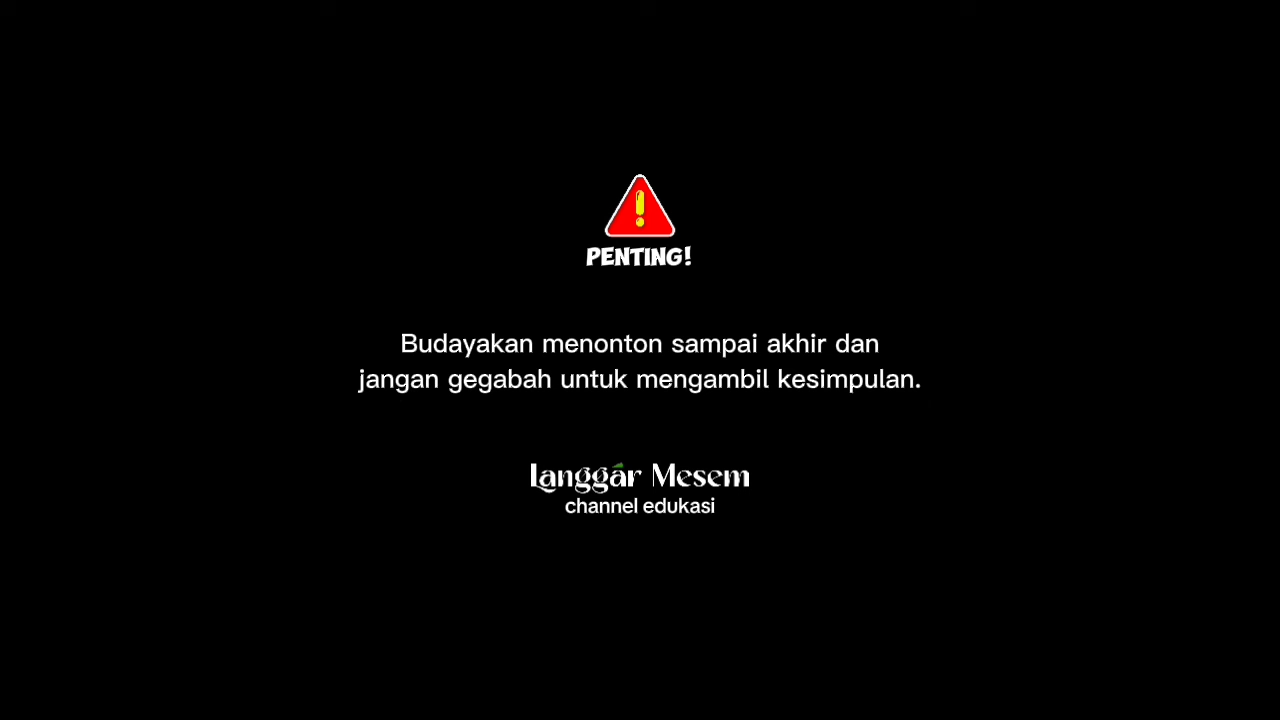 PENTING!
Budayakan menonton sampai akhir dan
jangan gegabah untuk mengambil kesimpulan.
Langgar Mesem
channel edukasi